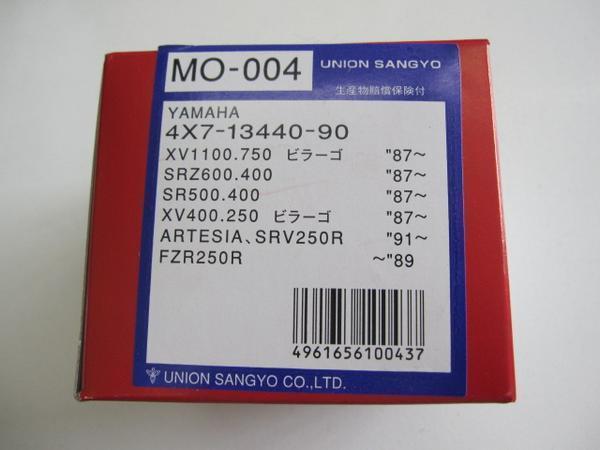 MO-004 UNION SANGYO
生産物賠償保険付
YAMAHA
4X7-13440-90
XV1100.750 ビラーゴ "87~
SRZ600.400 "87~
SR500.400 "87~
XV400.250 ビラーゴ "87~
ARTESIA、SRV250R "91~
FZR250R ~"89
4961656100437
UNION SANGYO CO.,LTD.